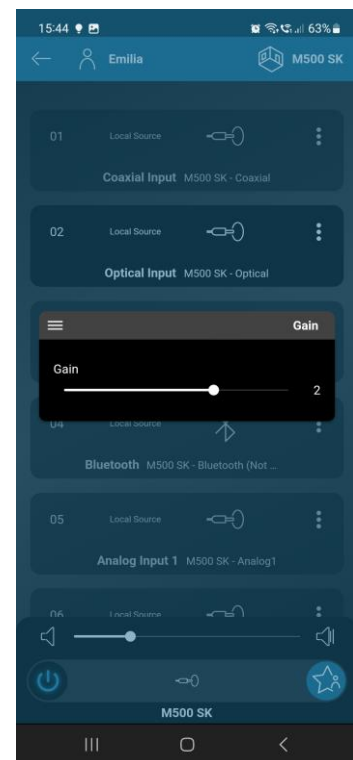 15:44 63%
Emilia M500 SK
01 Local Source
Coaxial Input M500 SK - Coaxial
02 Local Source
Optical Input M500 SK - Optical
Gain
Gain
2
04 Local Source
Bluetooth M500 SK - Bluetooth (Not ...
05 Local Source
Analog Input 1 M500 SK - Analog1
06 Local Source
M500 SK